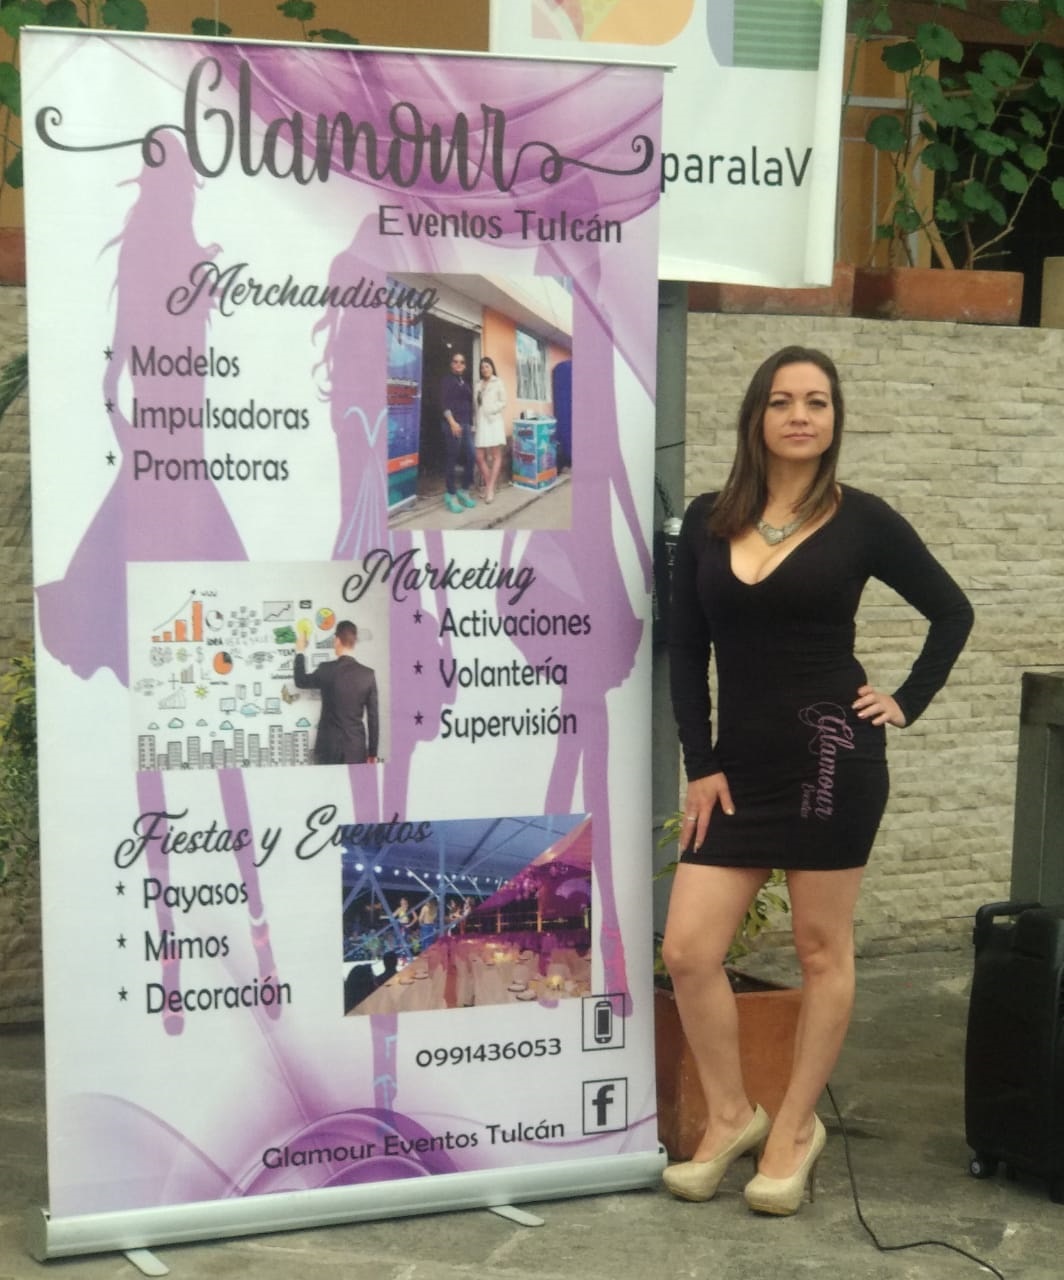 Glamour
Eventos Tulcán
paralaV
Merchandising
* Modelos
* Impulsadoras
* Promotoras
Marketing
* Activaciones
* Volantería
* Supervisión
Glamour
Eventos
Fiestas y Eventos
* Payasos
* Mimos
* Decoración
0991436053
f
Glamour Eventos Tulcán